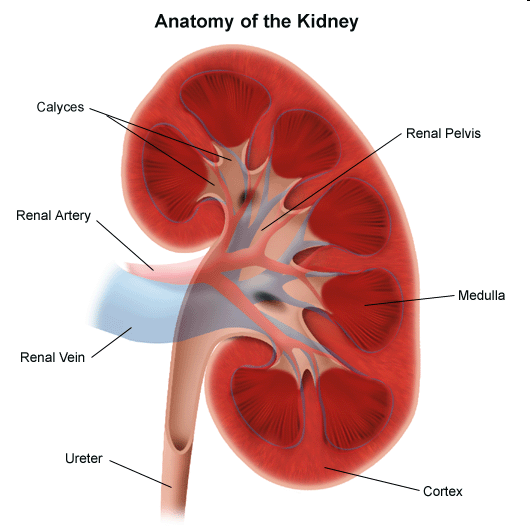 Anatomy of the Kidney
Calyces
Renal Pelvis
Renal Artery
Medulla
Renal Vein
Ureter
Cortex